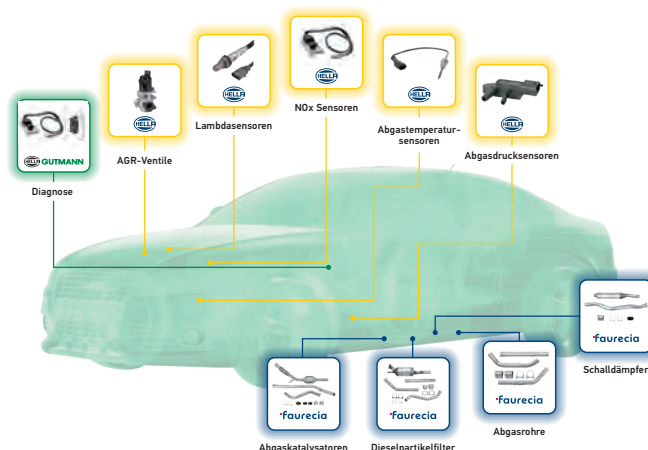 HELLA
NOx Sensoren
HELLA
Lambdasensoren
HELLA
Abgastemperatur-
sensoren
HELLA
AGR-Ventile
HELLA
Abgasdrucksensoren
HELLA GUTMANN
Diagnose
faurecia
Schalldämpfer
faurecia
Abgasrohre
faurecia
Abgaskatalysatoren
faurecia
Dieselpartikelfilter